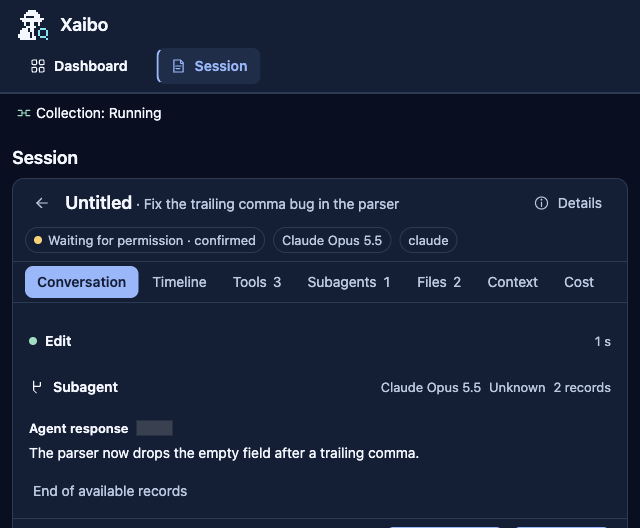 Xaibo
Dashboard Session
Collection: Running
Session
Untitled · Fix the trailing comma bug in the parser Details
Waiting for permission · confirmed Claude Opus 5.5 claude
Conversation Timeline Tools 3 Subagents 1 Files 2 Context Cost
Edit 1 s
Subagent Claude Opus 5.5 Unknown 2 records
Agent response
The parser now drops the empty field after a trailing comma.
End of available records